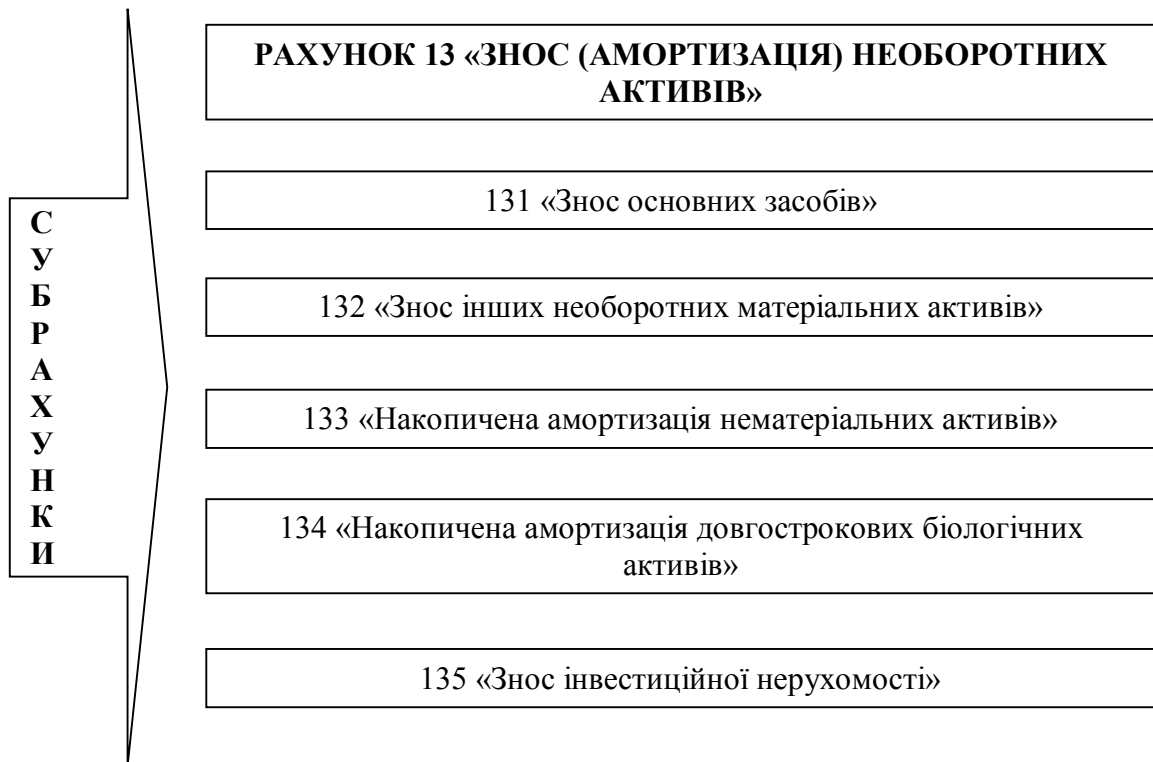 РАХУНОК 13 «ЗНОС (АМОРТИЗАЦІЯ) НЕОБОРОТНИХ
АКТИВІВ»
СУБРАХУНКИ
131 «Знос основних засобів»
132 «Знос інших необоротних матеріальних активів»
133 «Накопичена амортизація нематеріальних активів»
134 «Накопичена амортизація довгострокових біологічних
активів»
135 «Знос інвестиційної нерухомості»